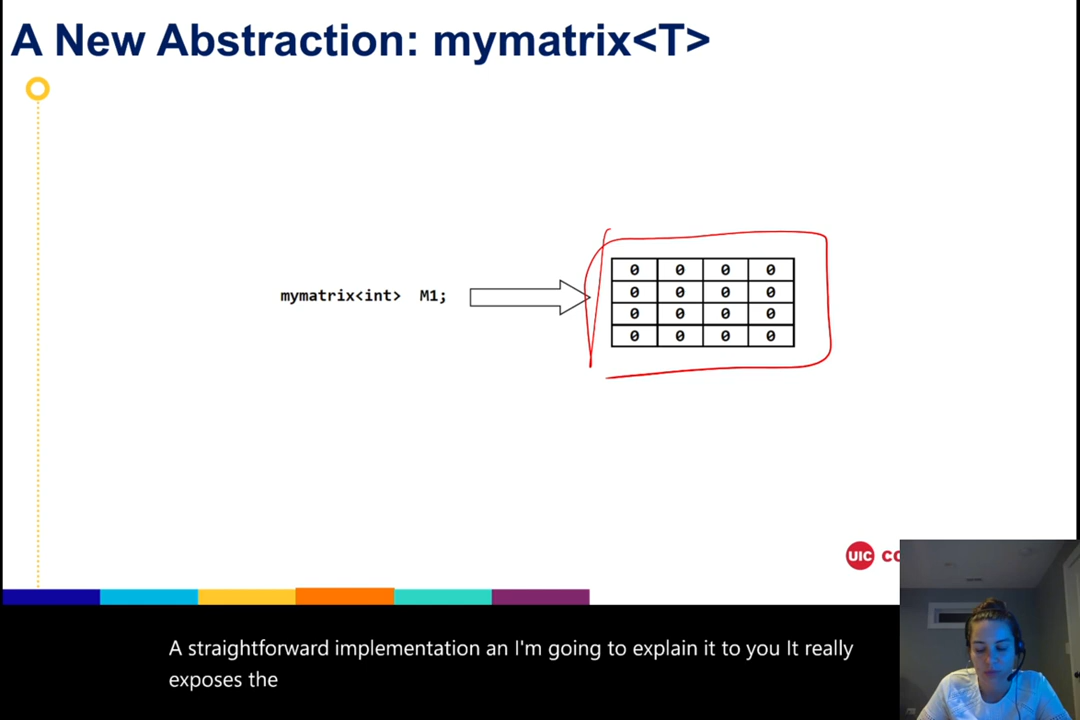 A New Abstraction: mymatrix<T>
mymatrix<int> M1;
0 0 0 0
0 0 0 0
0 0 0 0
0 0 0 0
UIC
A straightforward implementation an I'm going to explain it to you It really
exposes the